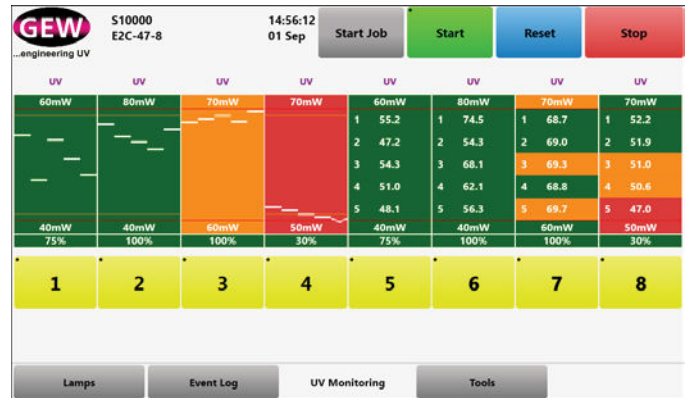 GEW
...engineering UV
S10000
E2C-47-8
14:56:12
01 Sep
Start Job
Start
Reset
Stop
UV UV UV UV UV UV UV UV
60mW 80mW 70mW 70mW 60mW 80mW 70mW 70mW
1 55.2 1 74.5 1 68.7 1 52.2
2 47.2 2 54.3 2 69.0 2 51.9
3 54.3 3 68.1 3 69.3 3 51.0
4 51.0 4 62.1 4 68.8 4 50.6
5 48.1 5 56.3 5 69.7 5 47.0
40mW 40mW 60mW 50mW 40mW 40mW 60mW 50mW
75% 100% 100% 30% 75% 100% 100% 30%
1 2 3 4 5 6 7 8
Lamps Event Log UV Monitoring Tools